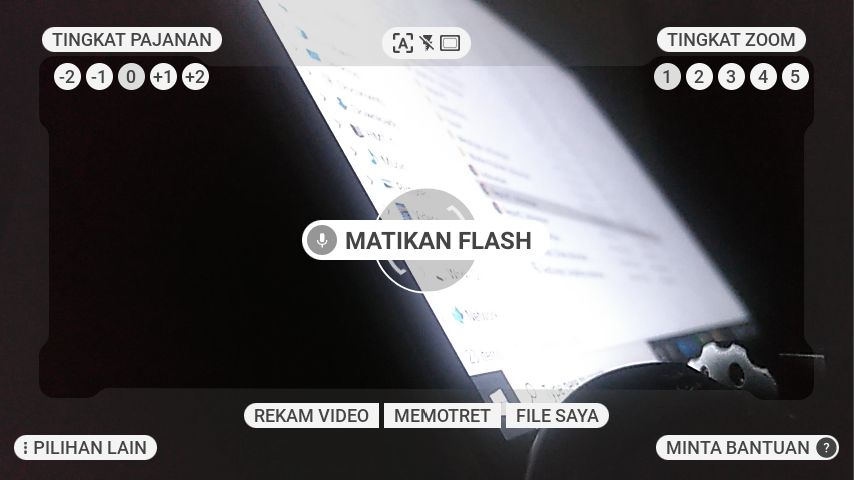 TINGKAT PAJANAN
-2 -1 0 +1 +2
A
TINGKAT ZOOM
1 2 3 4 5
MATIKAN FLASH
REKAM VIDEO MEMOTRET FILE SAYA
PILIHAN LAIN
MINTA BANTUAN ?